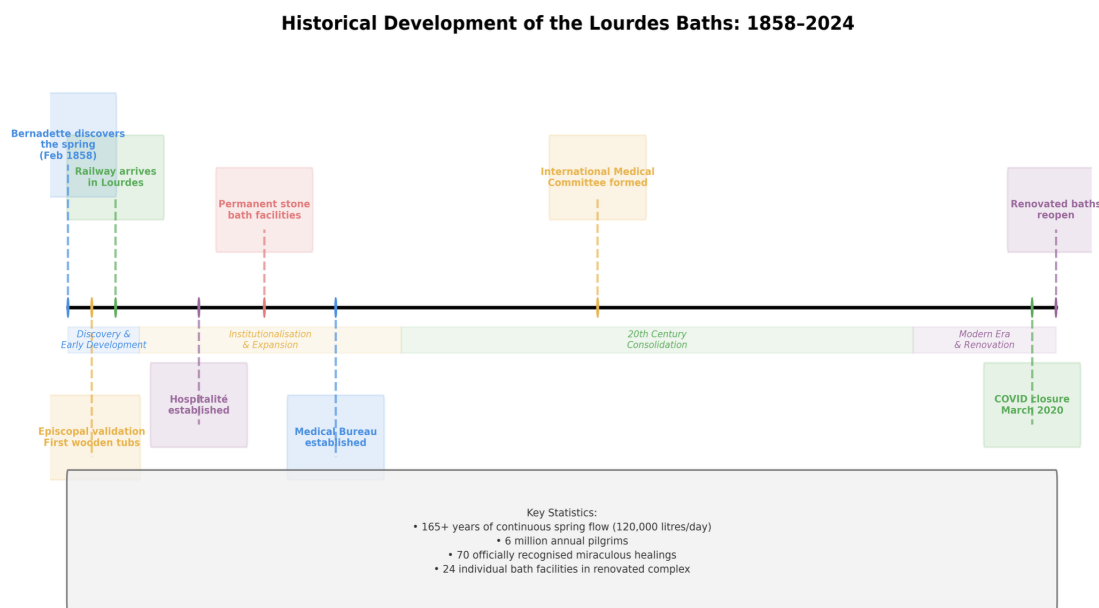 Historical Development of the Lourdes Baths: 1858–2024
Bernadette discovers
the spring
(Feb 1858)
Railway arrives
in Lourdes
Permanent stone
bath facilities
International Medical
Committee formed
Renovated baths
reopen
Discovery &
Early Development
Institutionalisation
& Expansion
20th Century
Consolidation
Modern Era
& Renovation
Episcopal validation
First wooden tubs
Hospitalité
established
Medical Bureau
established
COVID closure
March 2020
Key Statistics:
• 165+ years of continuous spring flow (120,000 litres/day)
• 6 million annual pilgrims
• 70 officially recognised miraculous healings
• 24 individual bath facilities in renovated complex